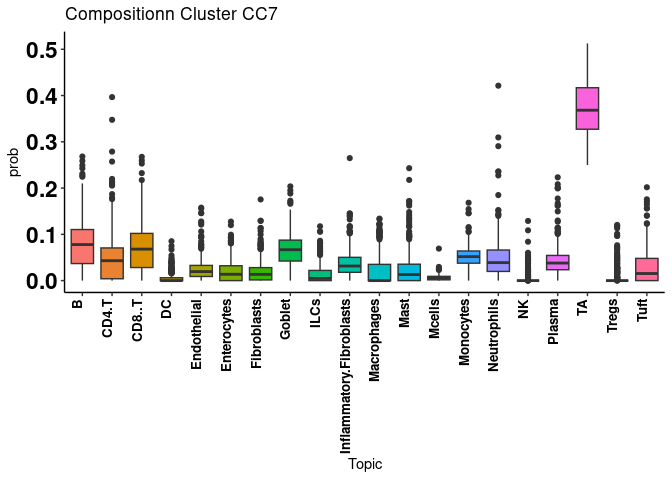 Compositionn Cluster CC7
0.5
0.4
0.3
0.2
0.1
0.0
prob
B
CD4.T
CD8..T
DC
Endothelial
Enterocytes
Fibroblasts
Goblet
ILCs
Inflammatory.Fibroblasts
Macrophages
Mast
Mcells
Monocytes
Neutrophils
NK
Plasma
TA
Tregs
Tuft
Topic